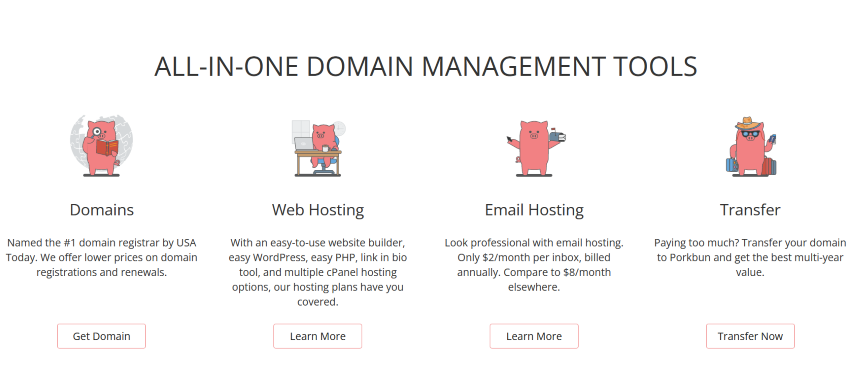 ALL-IN-ONE DOMAIN MANAGEMENT TOOLS
Domains
Named the #1 domain registrar by USA
Today. We offer lower prices on domain
registrations and renewals.
Get Domain
Web Hosting
With an easy-to-use website builder,
easy WordPress, easy PHP, link in bio
tool, and multiple cPanel hosting
options, our hosting plans have you
covered.
Learn More
Email Hosting
Look professional with email hosting.
Only $2/month per inbox, billed
annually. Compare to $8/month
elsewhere.
Learn More
Transfer
Paying too much? Transfer your domain
to Porkbun and get the best multi-year
value.
Transfer Now